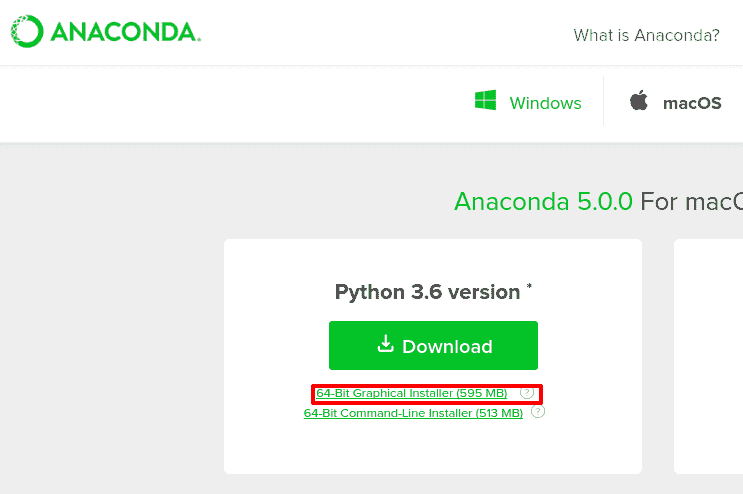 ANACONDA.
What is Anaconda?
Windows
macOS
Anaconda 5.0.0 For macO
Python 3.6 version *
Download
64-Bit Graphical Installer (595 MB) ?
64-Bit Command-Line Installer (513 MB) ?